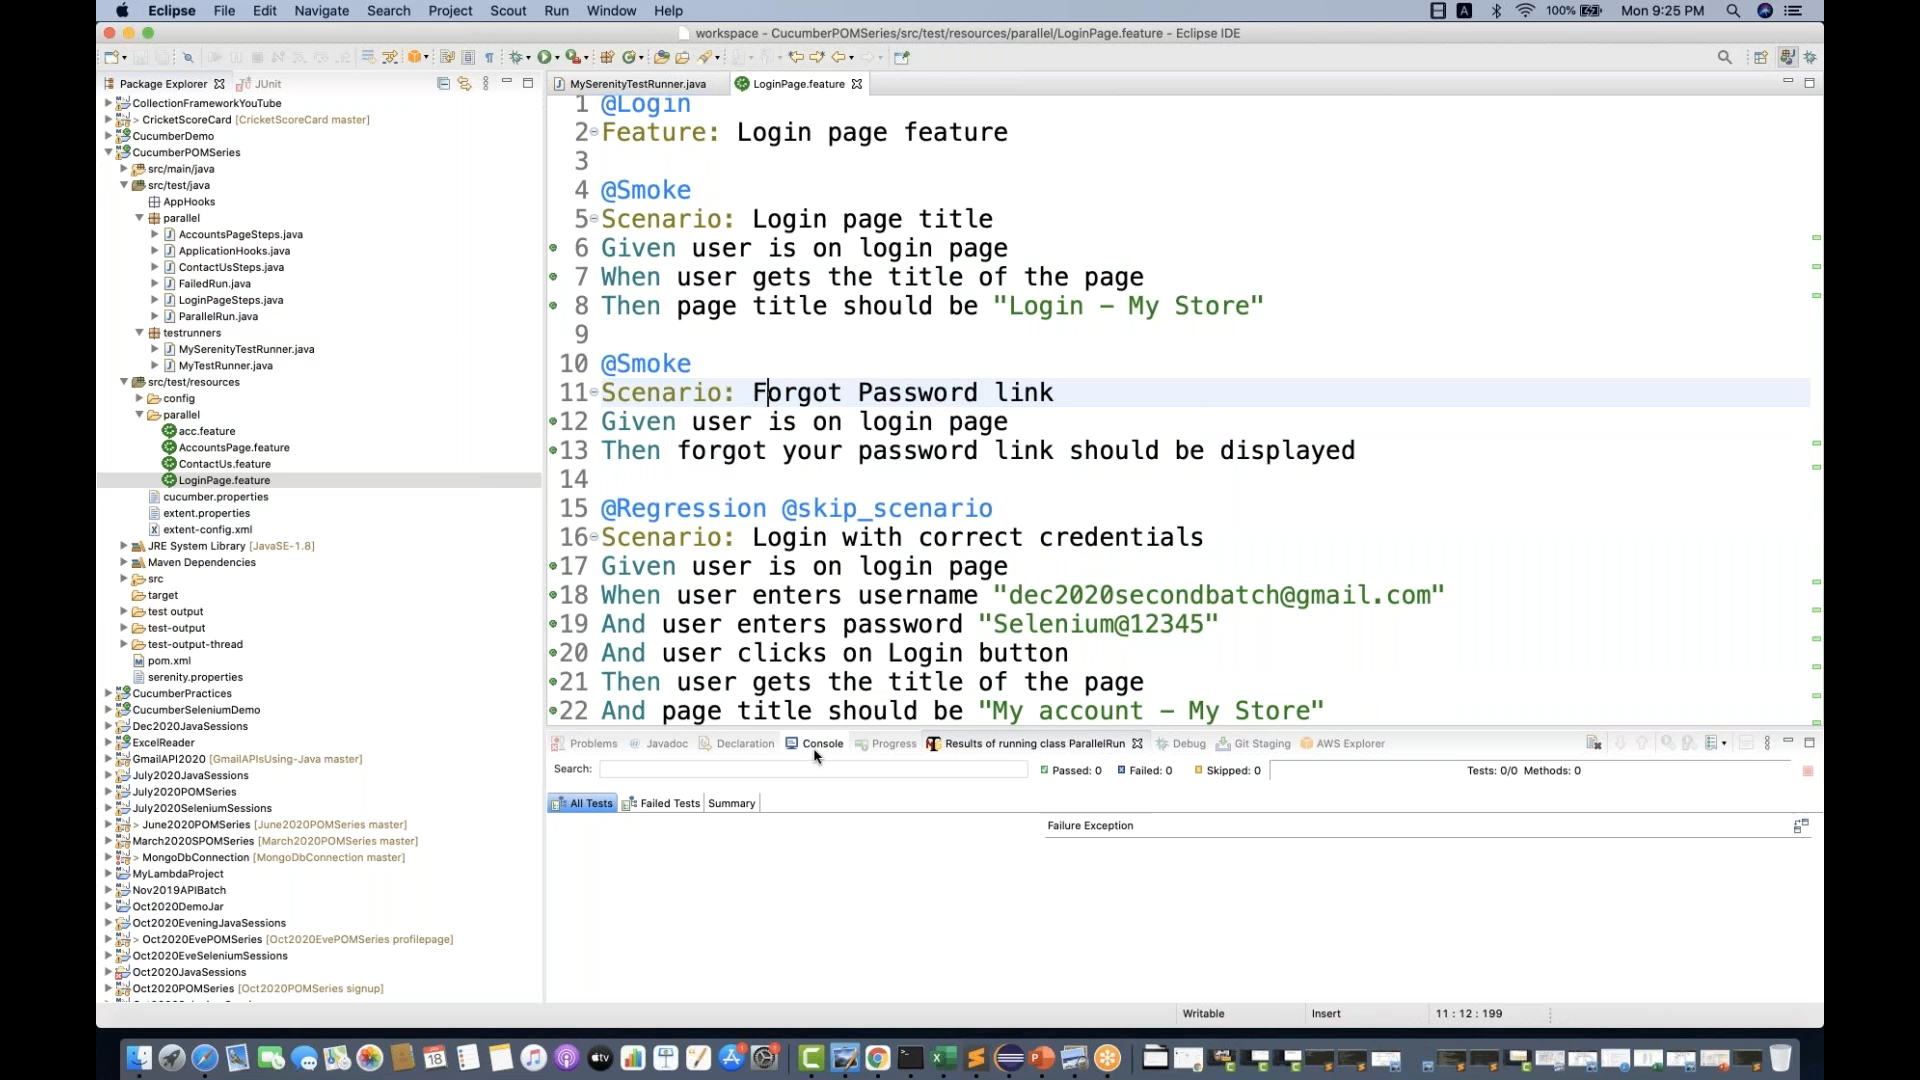 Eclipse File Edit Navigate Search Project Scout Run Window Help 100% Mon 9:25 PM
workspace - CucumberPOMSeries/src/test/resources/parallel/LoginPage.feature - Eclipse IDE
Package Explorer JUnit
CollectionFrameworkYouTube
> CricketScoreCard [CricketScoreCard master]
CucumberDemo
CucumberPOMSeries
src/main/java
src/test/java
AppHooks
parallel
AccountsPageSteps.java
ApplicationHooks.java
ContactUsSteps.java
FailedRun.java
LoginPageSteps.java
ParallelRun.java
testrunners
MySerenityTestRunner.java
MyTestRunner.java
src/test/resources
config
parallel
acc.feature
AccountsPage.feature
ContactUs.feature
LoginPage.feature
cucumber.properties
extent.properties
extent-config.xml
JRE System Library [JavaSE-1.8]
Maven Dependencies
src
target
test output
test-output
test-output-thread
pom.xml
serenity.properties
CucumberPractices
CucumberSeleniumDemo
Dec2020JavaSessions
ExcelReader
GmailAPI2020 [GmailAPIsUsing-Java master]
July2020JavaSessions
July2020POMSeries
July2020SeleniumSessions
> June2020POMSeries [June2020POMSeries master]
March2020SPOMSeries [March2020POMSeries master]
> MongoDbConnection [MongoDbConnection master]
MyLambdaProject
Nov2019APIBatch
Oct2020DemoJar
Oct2020EveningJavaSessions
> Oct2020EvePOMSeries [Oct2020EvePOMSeries profilepage]
Oct2020EveSeleniumSessions
Oct2020JavaSessions
Oct2020POMSeries [Oct2020POMSeries signup]
MySerenityTestRunner.java LoginPage.feature
1 @Login
2 Feature: Login page feature
3
4 @Smoke
5 Scenario: Login page title
6 Given user is on login page
7 When user gets the title of the page
8 Then page title should be "Login - My Store"
9
10 @Smoke
11 Scenario: Forgot Password link
12 Given user is on login page
13 Then forgot your password link should be displayed
14
15 @Regression @skip_scenario
16 Scenario: Login with correct credentials
17 Given user is on login page
18 When user enters username "dec2020secondbatch@gmail.com"
19 And user enters password "Selenium@12345"
20 And user clicks on Login button
21 Then user gets the title of the page
22 And page title should be "My account - My Store"
Problems @ Javadoc Declaration Console Progress Results of running class ParallelRun Debug Git Staging AWS Explorer
Search: Passed: 0 Failed: 0 Skipped: 0 Tests: 0/0 Methods: 0
All Tests Failed Tests Summary
Failure Exception
Writable Insert 11 : 12 : 199
18